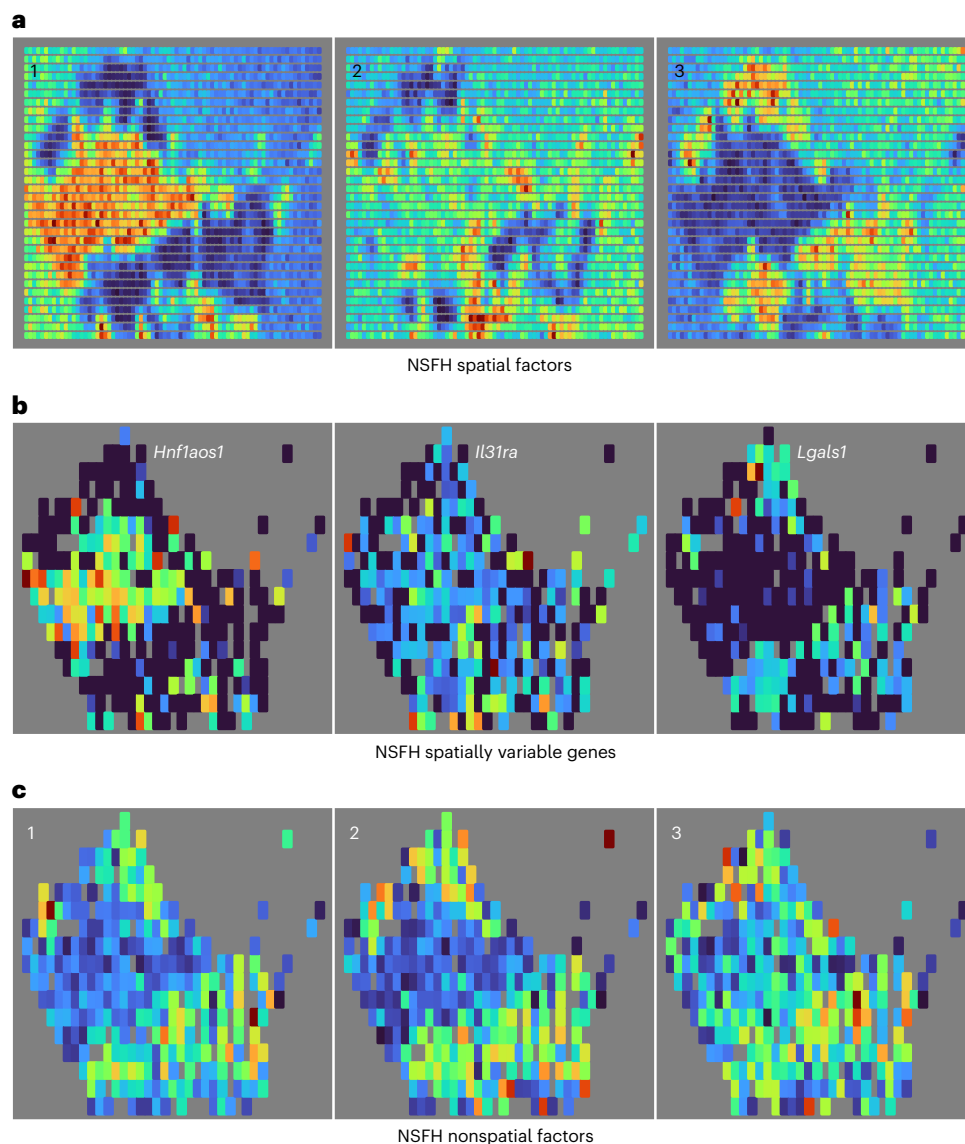 a
1
2
3
NSFH spatial factors
b
Hnf1aos1
Il31ra
Lgals1
NSFH spatially variable genes
c
1
2
3
NSFH nonspatial factors